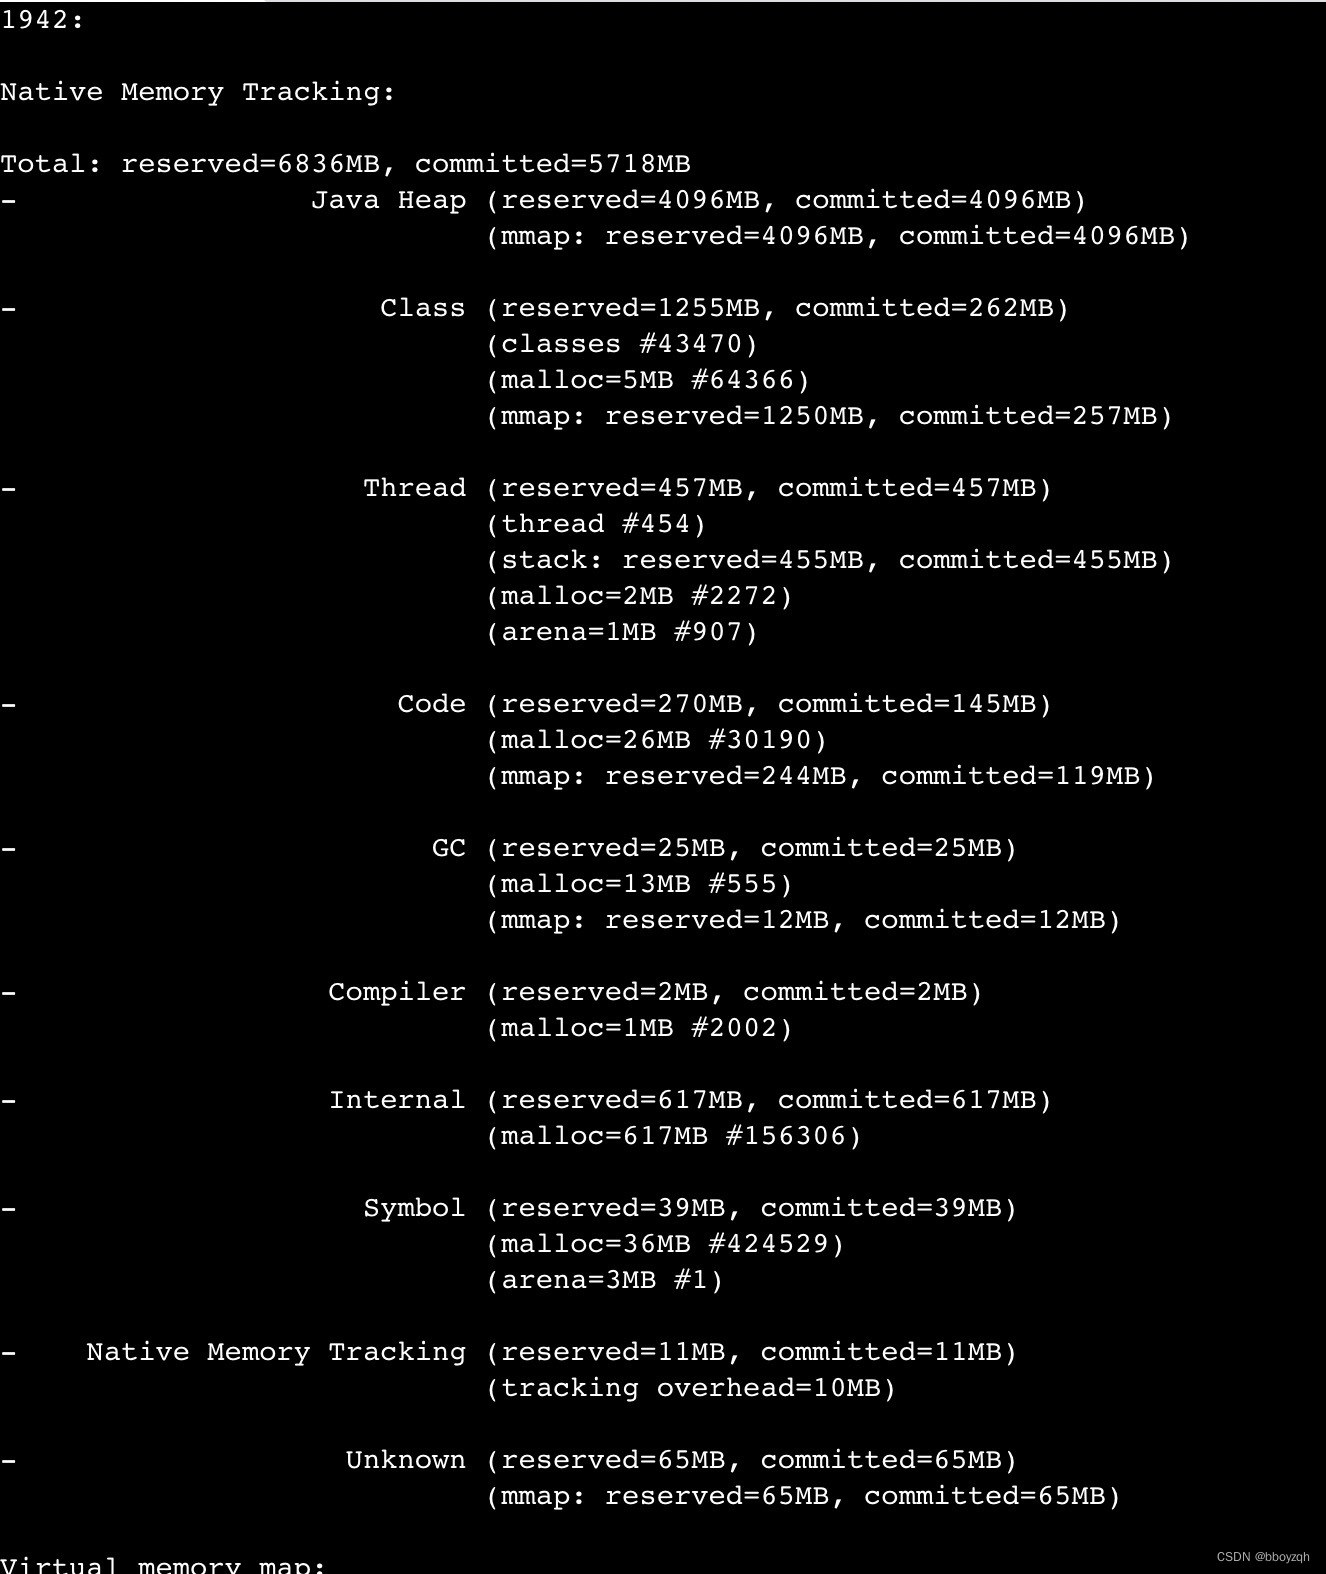 1942:
Native Memory Tracking:
Total: reserved=6836MB, committed=5718MB
- Java Heap (reserved=4096MB, committed=4096MB)
(mmap: reserved=4096MB, committed=4096MB)
- Class (reserved=1255MB, committed=262MB)
(classes #43470)
(malloc=5MB #64366)
(mmap: reserved=1250MB, committed=257MB)
- Thread (reserved=457MB, committed=457MB)
(thread #454)
(stack: reserved=455MB, committed=455MB)
(malloc=2MB #2272)
(arena=1MB #907)
- Code (reserved=270MB, committed=145MB)
(malloc=26MB #30190)
(mmap: reserved=244MB, committed=119MB)
- GC (reserved=25MB, committed=25MB)
(malloc=13MB #555)
(mmap: reserved=12MB, committed=12MB)
- Compiler (reserved=2MB, committed=2MB)
(malloc=1MB #2002)
- Internal (reserved=617MB, committed=617MB)
(malloc=617MB #156306)
- Symbol (reserved=39MB, committed=39MB)
(malloc=36MB #424529)
(arena=3MB #1)
- Native Memory Tracking (reserved=11MB, committed=11MB)
(tracking overhead=10MB)
- Unknown (reserved=65MB, committed=65MB)
(mmap: reserved=65MB, committed=65MB)
Virtual memory map:
CSDN @bboyzqh